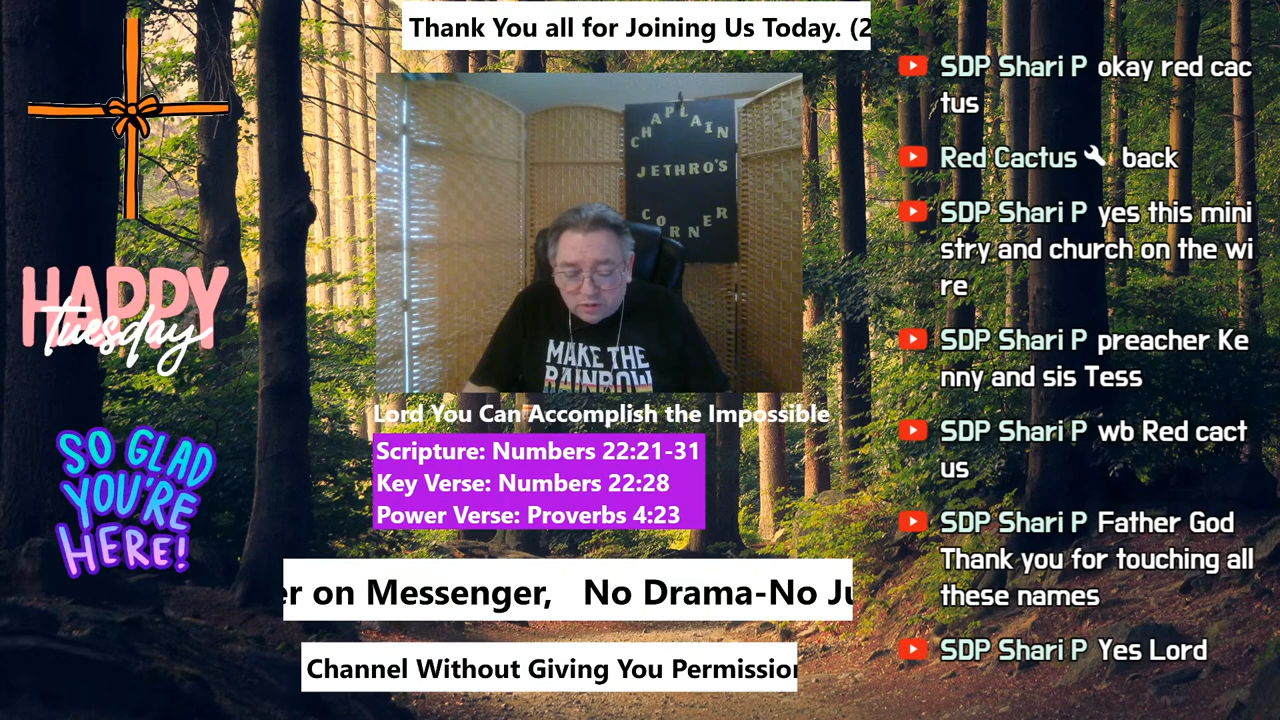 Thank You all for Joining Us Today. (2
CHAPLAIN
JETHRO'S
CORNER
MAKE THE
RAINBOW
HAPPY
Tuesday
SO GLAD
YOU'RE
HERE!
Lord You Can Accomplish the Impossible
Scripture: Numbers 22:21-31
Key Verse: Numbers 22:28
Power Verse: Proverbs 4:23
er on Messenger,   No Drama-No Ju
Channel Without Giving You Permission
SDP Shari P okay red cac
tus
Red Cactus back
SDP Shari P yes this mini
stry and church on the wi
re
SDP Shari P preacher Ke
nny and sis Tess
SDP Shari P wb Red cact
us
SDP Shari P Father God
Thank you for touching all
these names
SDP Shari P Yes Lord